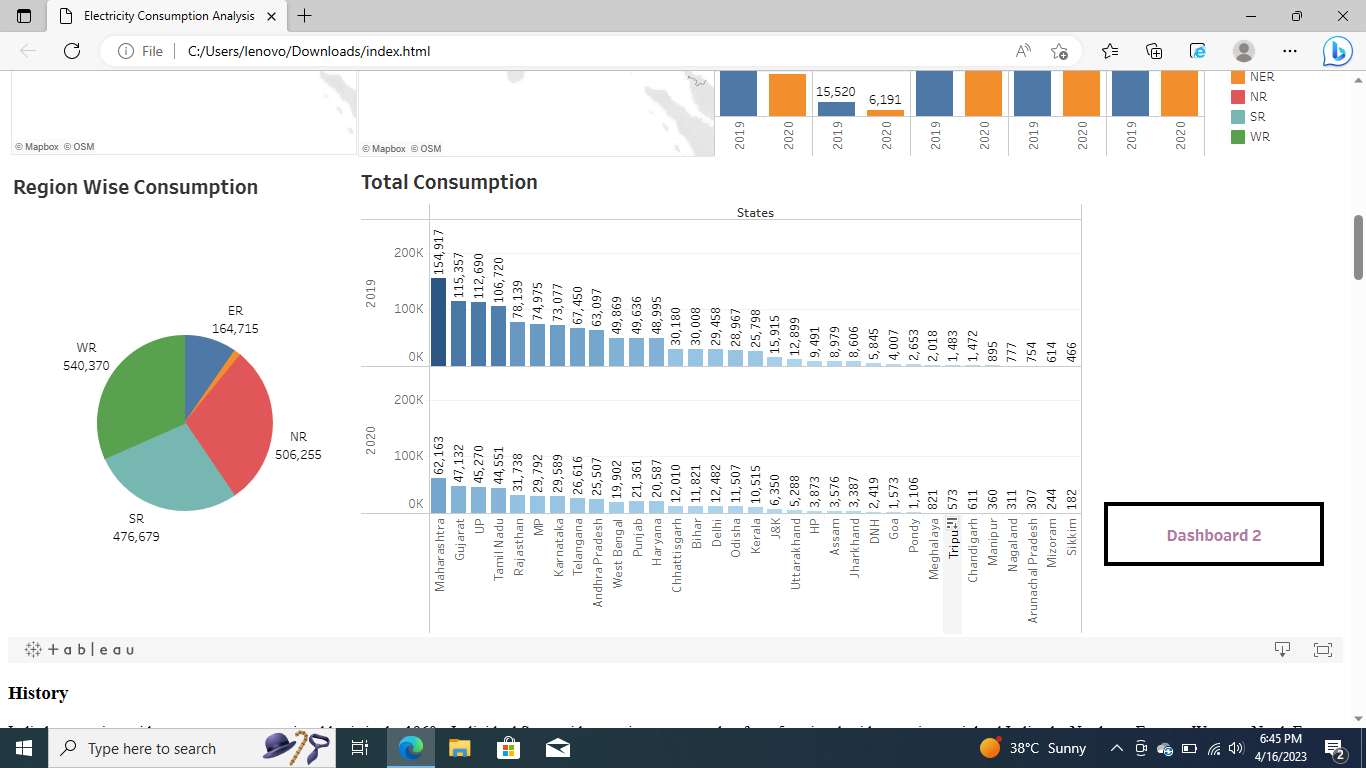 Electricity Consumption Analysis
File
C:/Users/lenovo/Downloads/index.html
NER
NR
SR
WR
15,520
6,191
2019 2020 2019 2020 2019 2020 2019 2020 2019 2020
© Mapbox © OSM
© Mapbox © OSM
Region Wise Consumption
ER
164,715
WR
540,370
NR
506,255
SR
476,679
Total Consumption
States
2019
200K
100K
0K
154,917 115,357 112,690 106,720 78,139 74,975 73,077 67,450 63,097 49,869 49,636 48,995 30,180 30,008 29,458 28,967 25,798 15,915 12,899 9,491 8,979 8,606 5,845 4,007 2,653 2,018 1,483 1,472 895 777 754 614 466
2020
200K
100K
0K
62,163 47,132 45,270 44,551 31,738 29,792 29,589 26,616 25,507 19,902 21,361 20,587 12,010 11,821 12,482 11,507 10,515 6,350 5,288 3,873 3,576 3,387 2,419 1,573 1,106 821 573 611 360 311 307 244 182
Maharashtra Gujarat UP Tamil Nadu Rajasthan MP Karnataka Telangana Andhra Pradesh West Bengal Punjab Haryana Chhattisgarh Bihar Delhi Odisha Kerala J&K Uttarakhand HP Assam Jharkhand DNH Goa Pondy Meghalaya Tripura Chandigarh Manipur Nagaland Arunachal Pradesh Mizoram Sikkim
Dashboard 2
+ a b l e a u
History
Type here to search
38°C Sunny
6:45 PM
4/16/2023
2